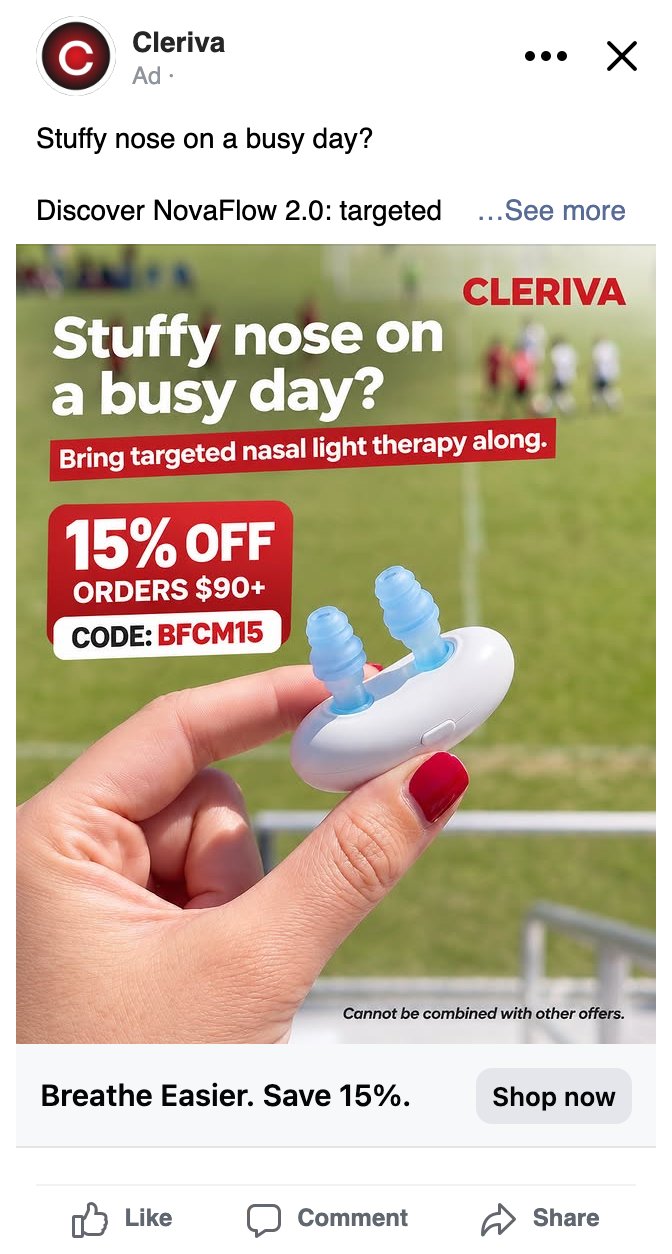 C
Cleriva
Ad ·
Stuffy nose on a busy day?
Discover NovaFlow 2.0: targeted ...See more
CLERIVA
Stuffy nose on
a busy day?
Bring targeted nasal light therapy along.
15% OFF
ORDERS $90+
CODE: BFCM15
Cannot be combined with other offers.
Breathe Easier. Save 15%.
Shop now
Like
Comment
Share